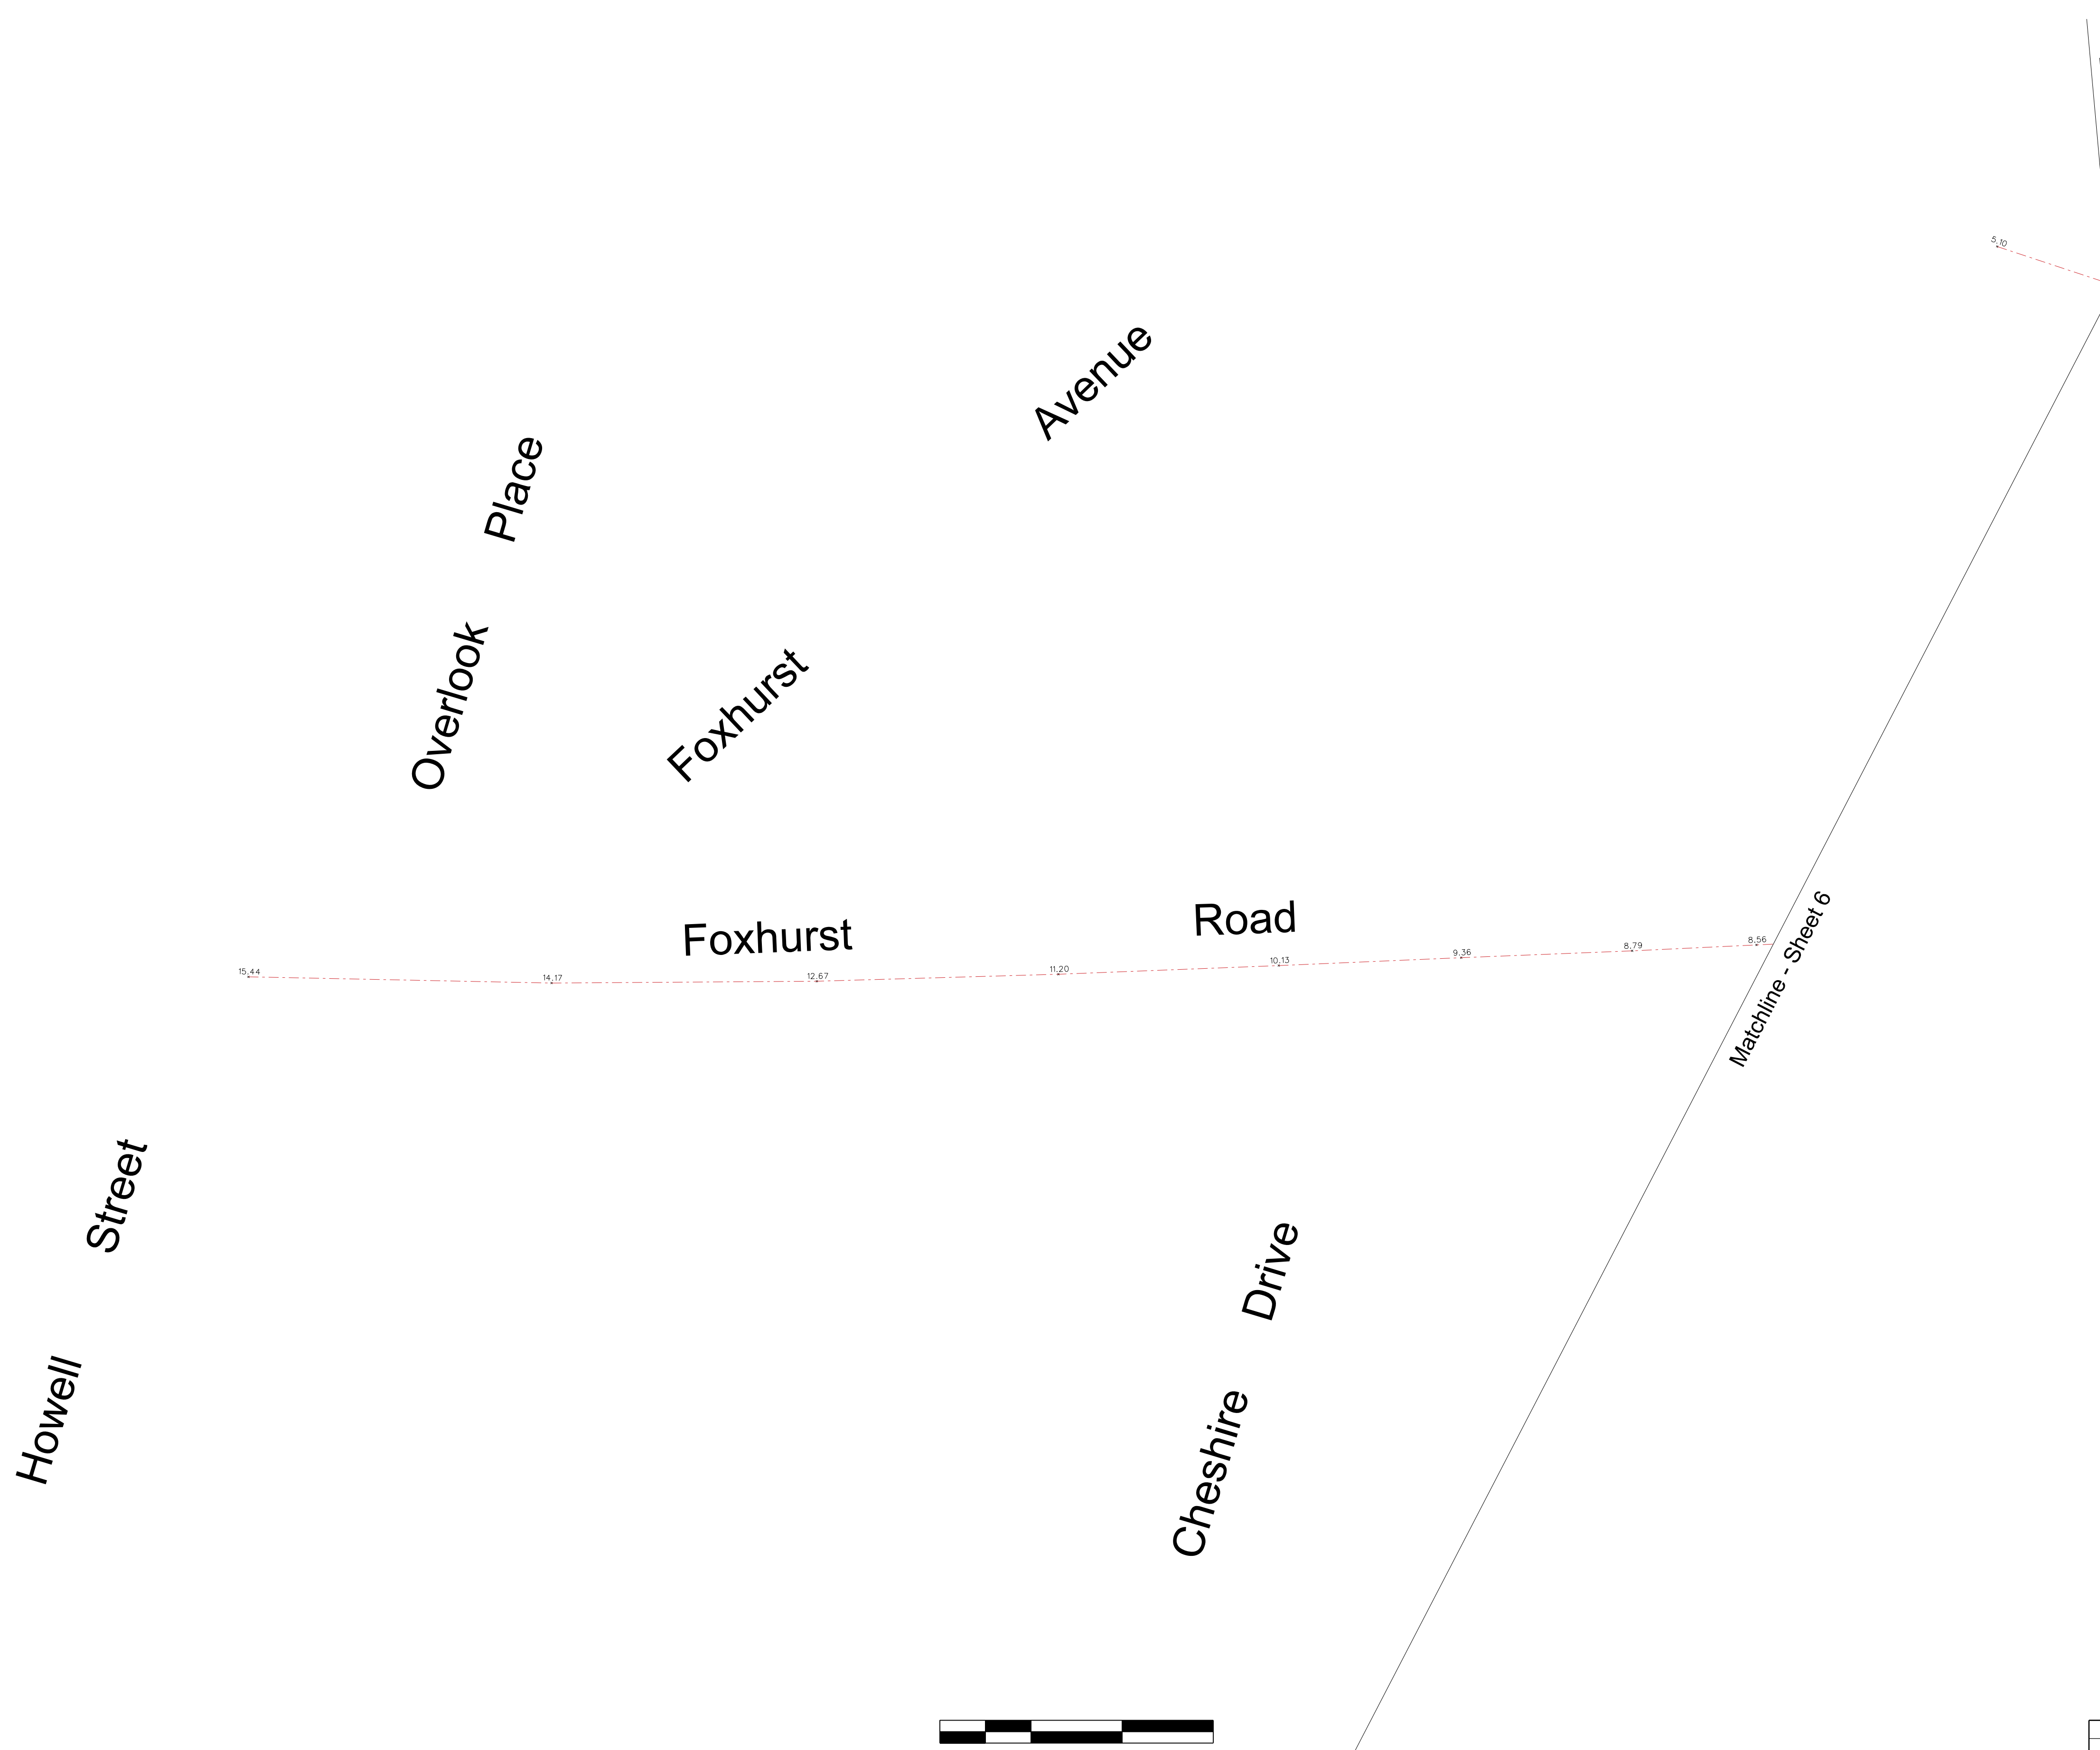 5.10
Avenue
Place
Overlook
Foxhurst
Foxhurst Road
15.44 14.17 12.67 11.20 10.13 9.36 8.79 8.56
Matchline - Sheet 6
Street
Howell
Drive
Cheshire